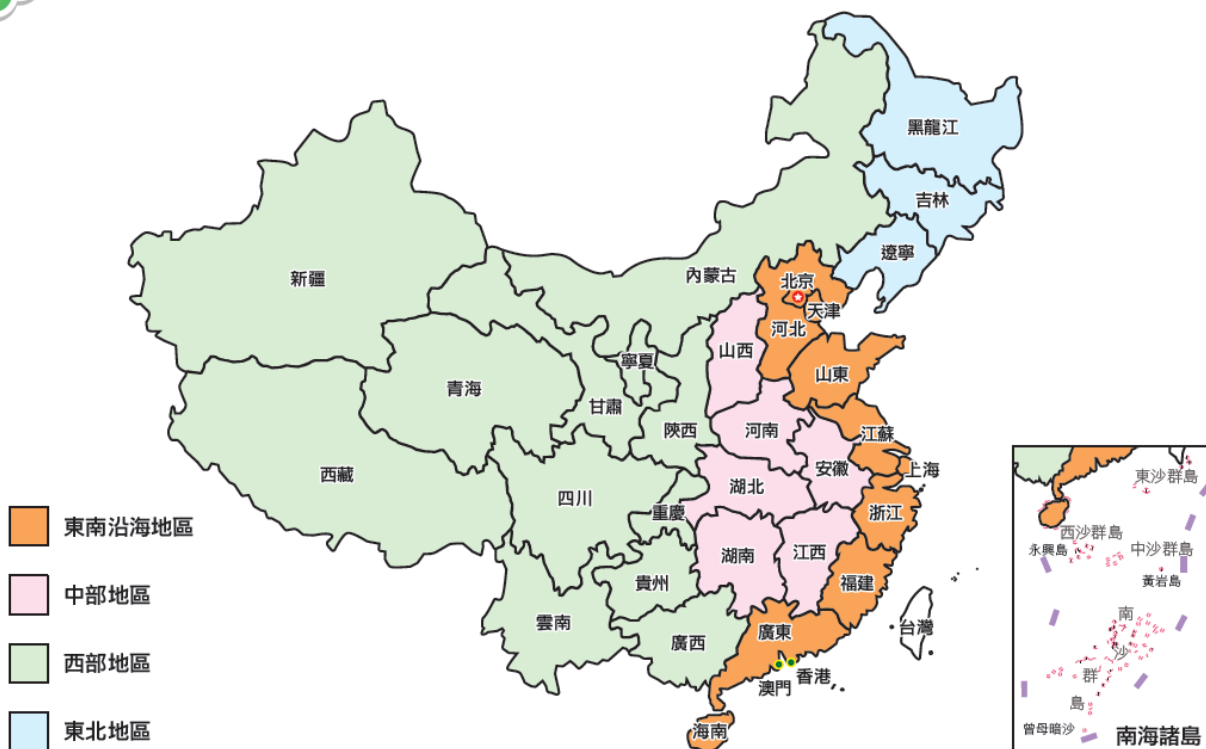 黑龍江
吉林
遼寧
內蒙古
新疆
北京
天津
河北
山西
山東
寧夏
青海
甘肅
陝西
河南
江蘇
安徽
上海
西藏
四川
湖北
重慶
浙江
湖南
江西
福建
貴州
雲南
廣西
廣東
台灣
香港
澳門
海南
東南沿海地區
中部地區
西部地區
東北地區
東沙群島
西沙群島
永興島
中沙群島
黃岩島
南
沙
群
島
曾母暗沙
南海諸島